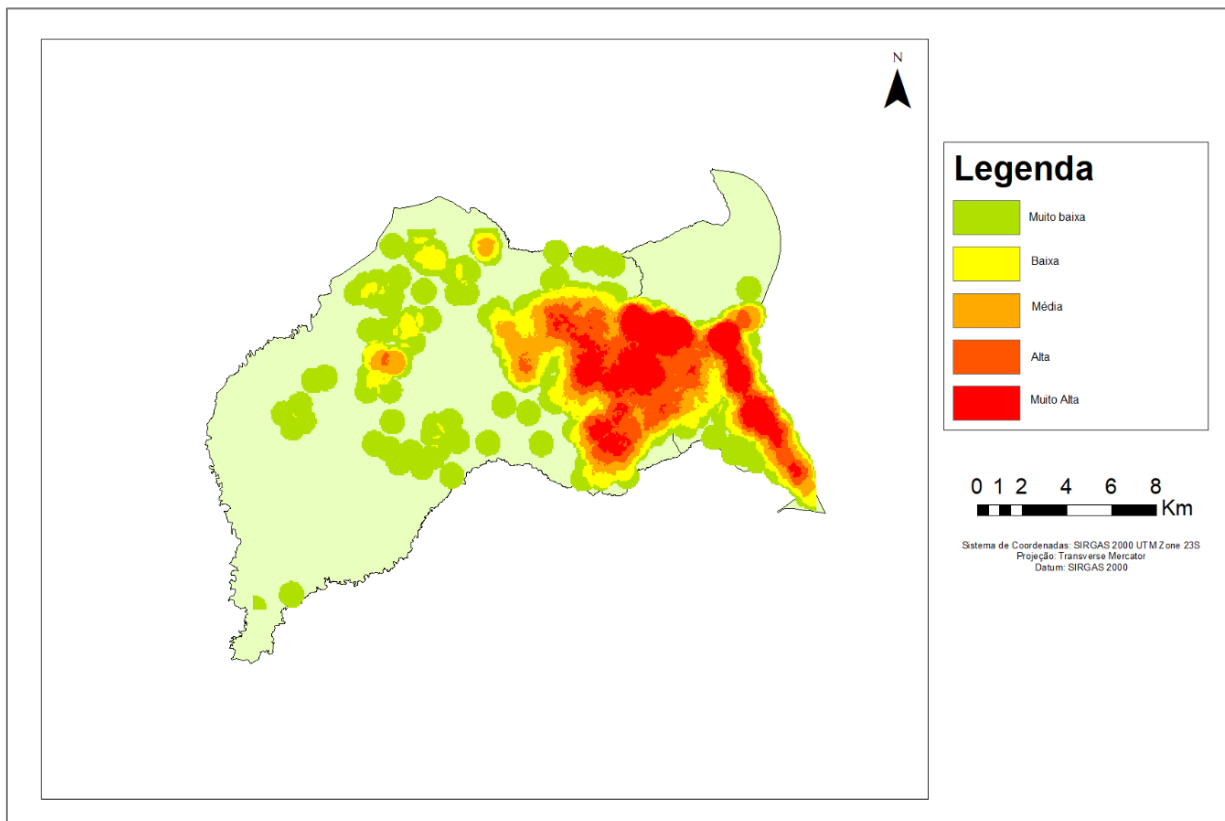 N
Legenda
Muito baixa
Baixa
Média
Alta
Muito Alta
0 1 2 4 6 8
Km
Sistema de Coordenadas: SIRGAS 2000 UTM Zone 23S
Projeção: Transverse Mercator
Datum: SIRGAS 2000